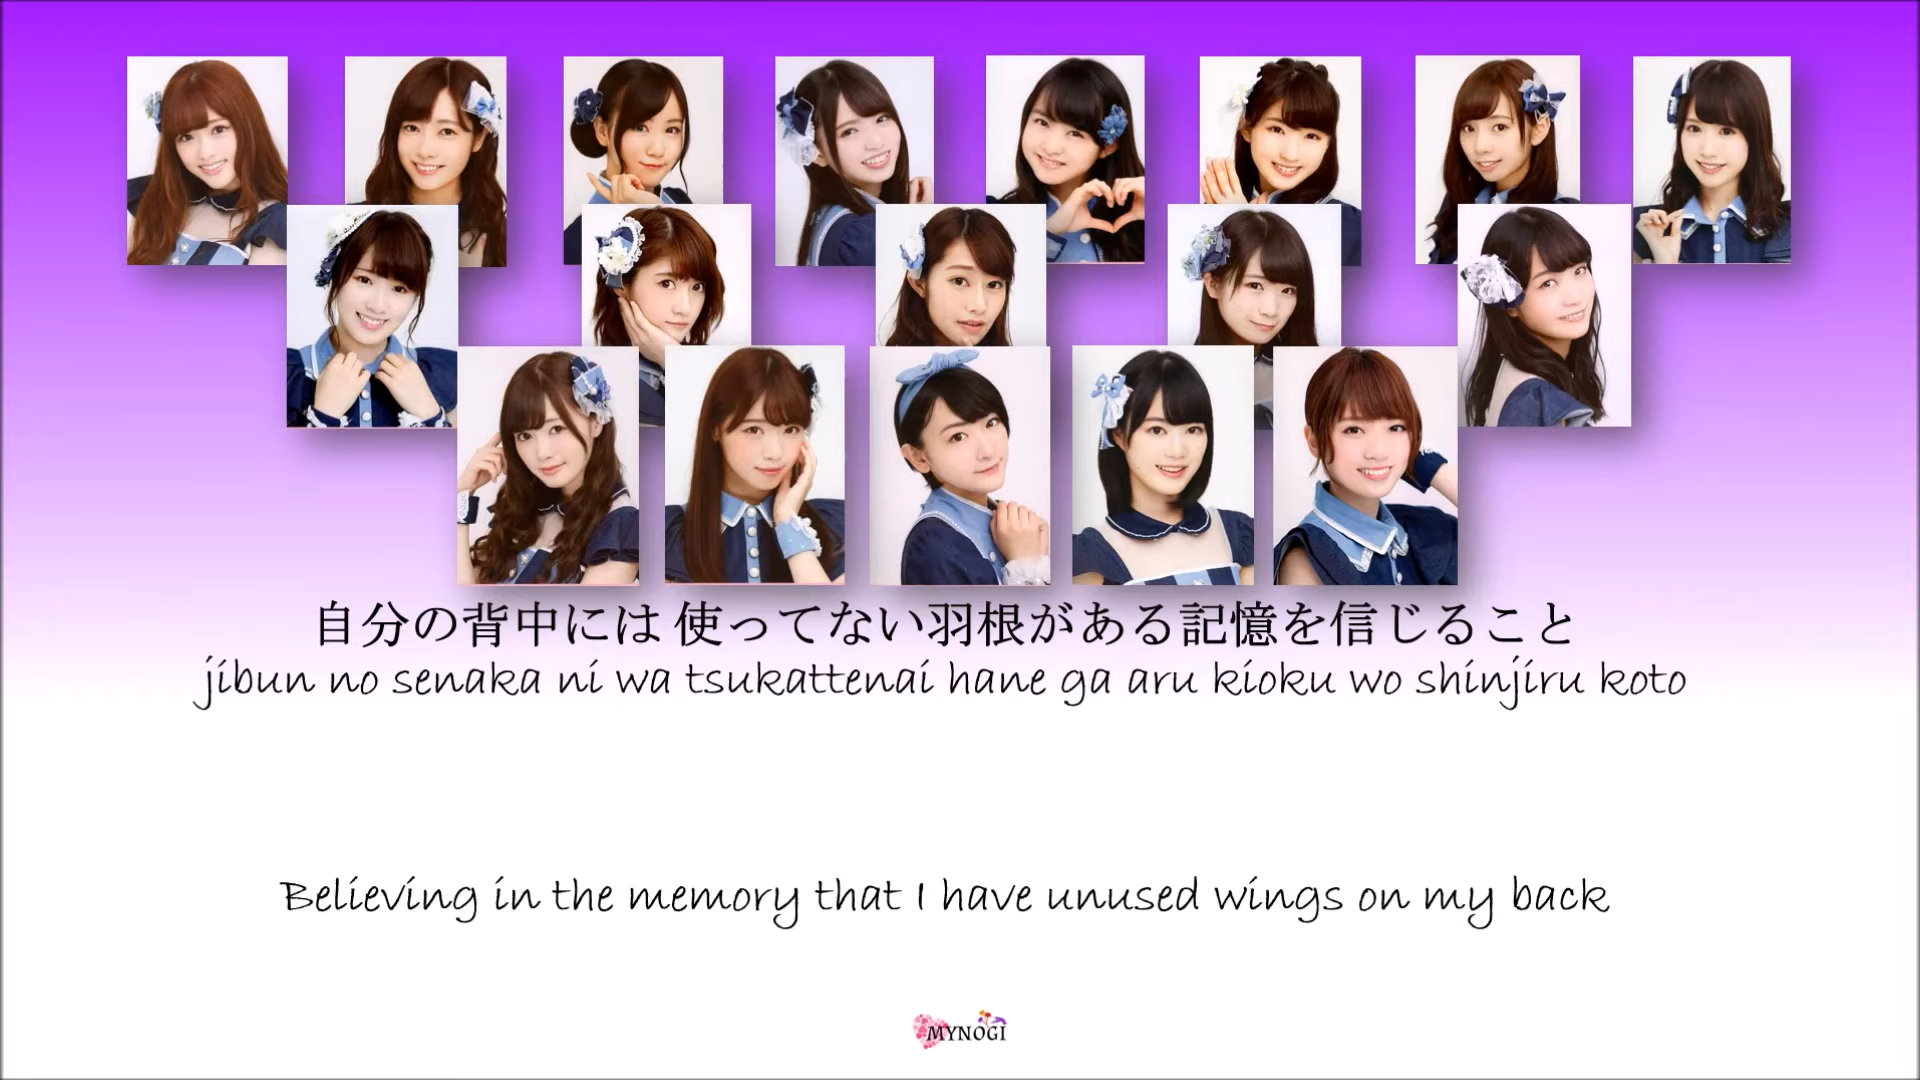 自分の背中には 使ってない羽根がある記憶を信じること
jibun no senaka ni wa tsukattenai hane ga aru kioku wo shinjiru koto
Believing in the memory that I have unused wings on my back
MYNOGI